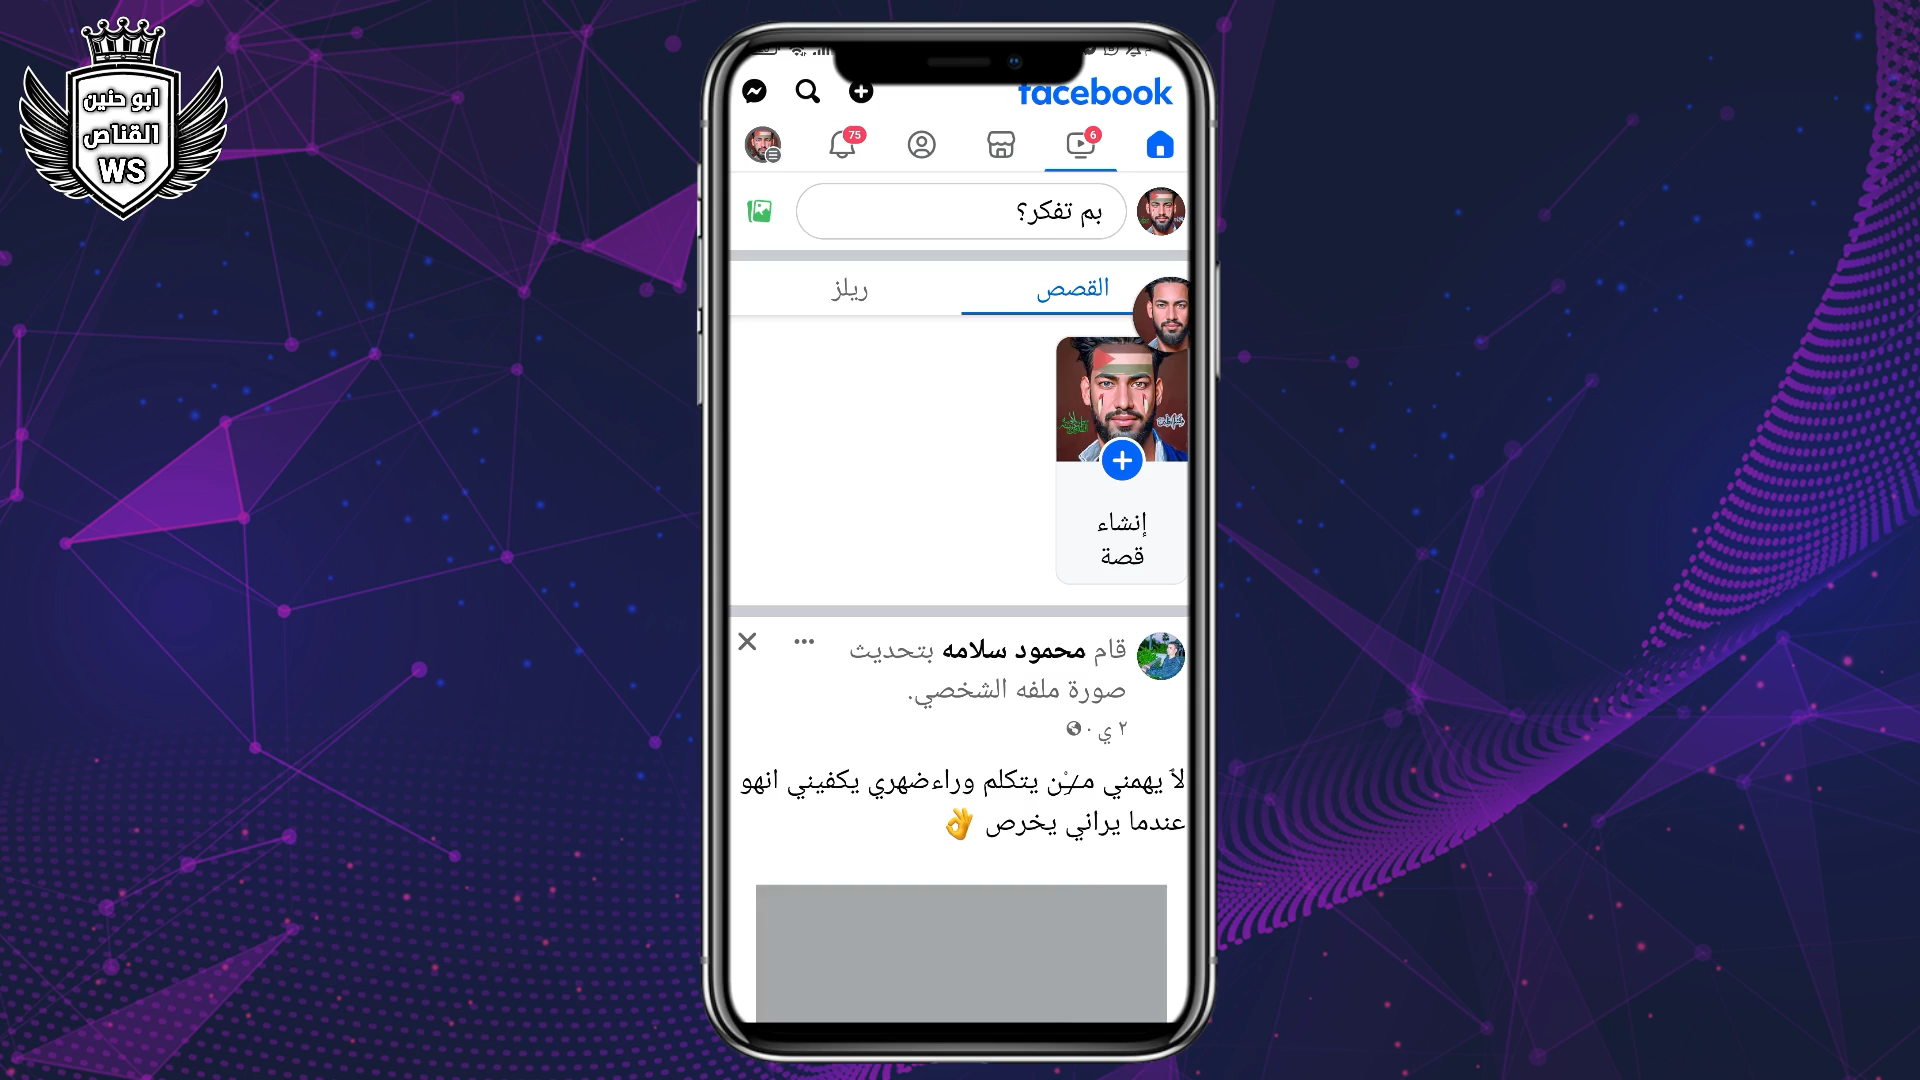 ابو حنين
القناص
WS
facebook
75
6
بم تفكر؟
القصص
ريلز
إنشاء
قصة
قام محمود سلامه بتحديث
صورة ملفه الشخصي.
٢ ي ·
لاً يهمني مـَـِْن يتكلم وراءضهري يكفيني انهو
عندما يراني يخرص 👌